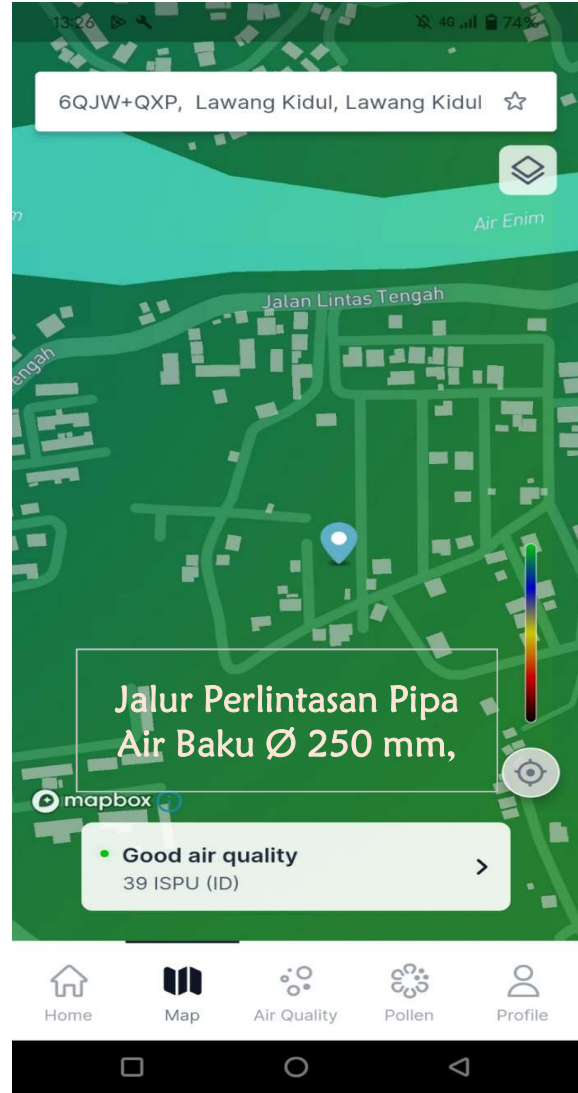 13:26 4G 74%
6QJW+QXP, Lawang Kidul, Lawang Kidul
Air Enim
Jalan Lintas Tengah
engah
Jalur Perlintasan Pipa
Air Baku Ø 250 mm,
mapbox
Good air quality
39 ISPU (ID)
Home Map Air Quality Pollen Profile